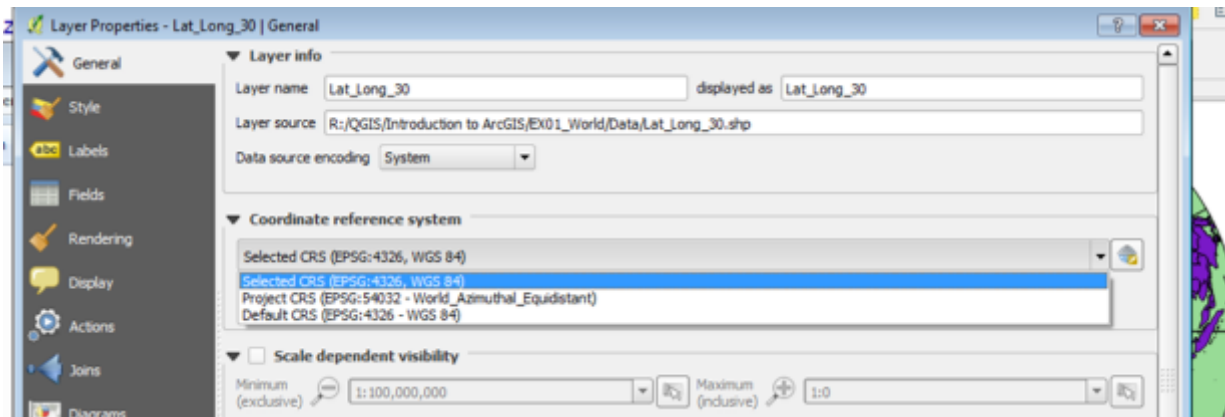 Layer Properties - Lat_Long_30 | General
General
Style
Labels
Fields
Rendering
Display
Actions
Joins
Diagrams
Layer info
Layer name Lat_Long_30 displayed as Lat_Long_30
Layer source R:/QGIS/Introduction to ArcGIS/EX01_World/Data/Lat_Long_30.shp
Data source encoding System
Coordinate reference system
Selected CRS (EPSG:4326, WGS 84)
Selected CRS (EPSG:4326, WGS 84)
Project CRS (EPSG:54032 - World_Azimuthal_Equidistant)
Default CRS (EPSG:4326 - WGS 84)
Scale dependent visibility
Minimum (exclusive) 1:100,000,000 Maximum (inclusive) 1:0